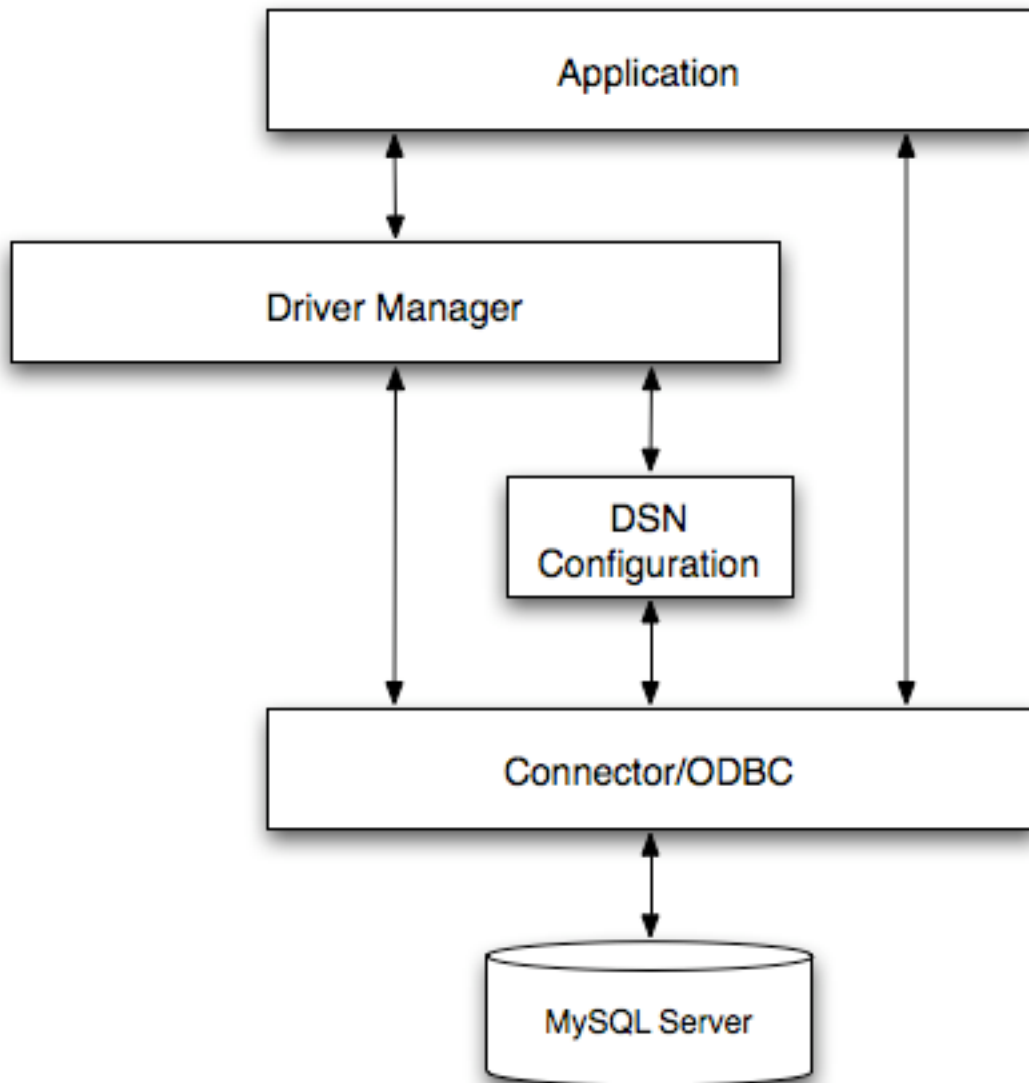 Application
Driver Manager
DSN
Configuration
Connector/ODBC
MySQL Server